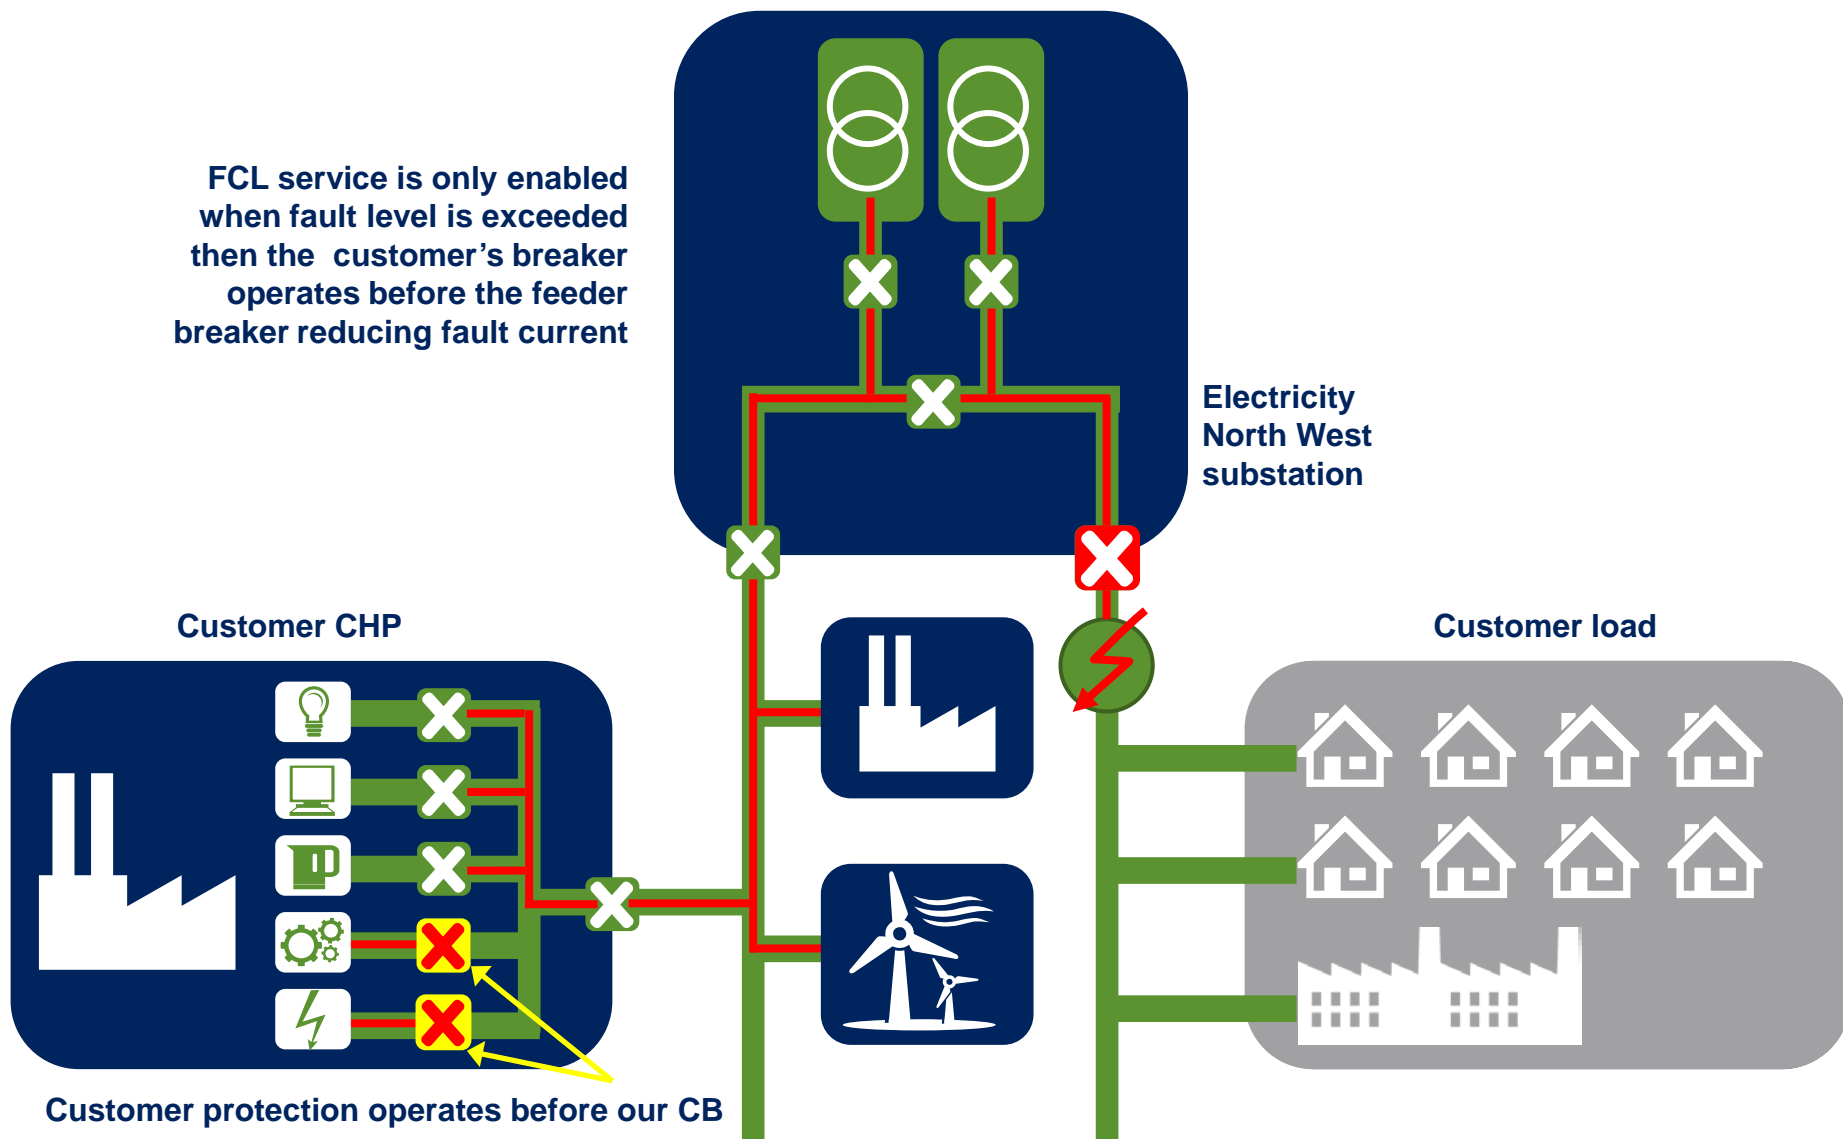 FCL service is only enabled
when fault level is exceeded
then the  customer’s breaker
operates before the feeder
breaker reducing fault current
Electricity
North West
substation
Customer CHP
Customer load
Customer protection operates before our CB